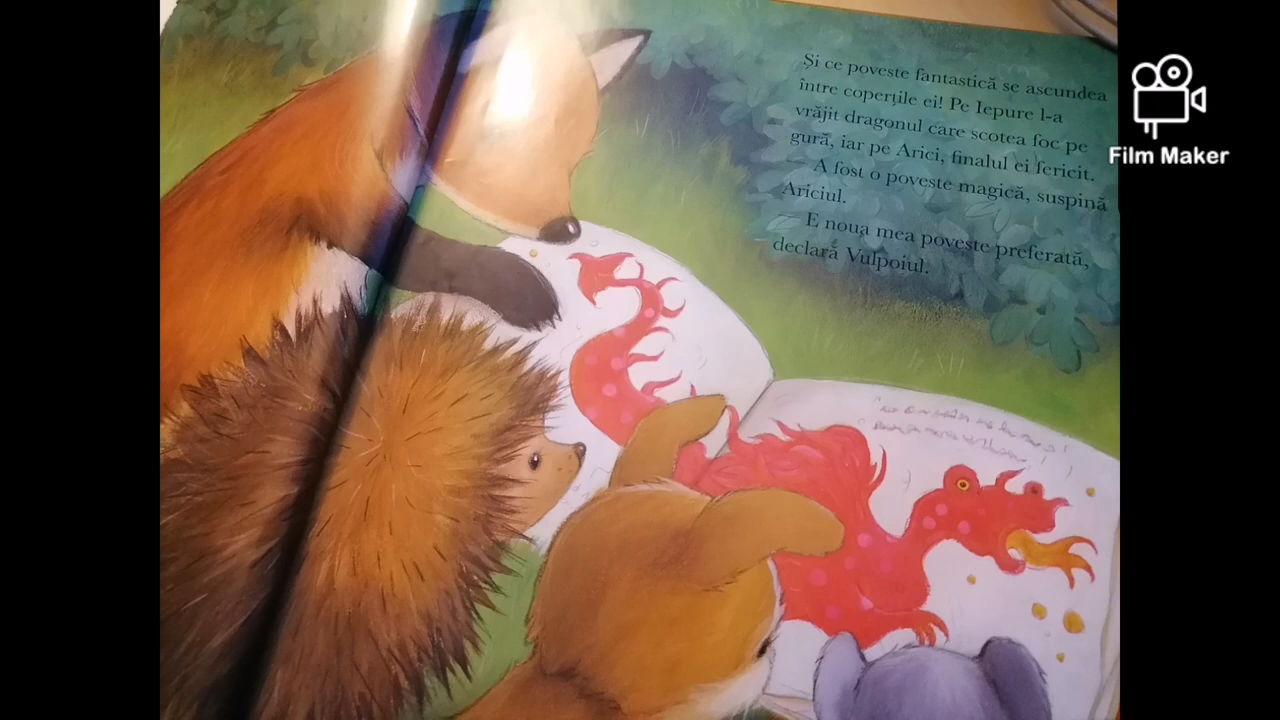 Și ce poveste fantastică se ascundea
între coperțile ei! Pe Iepure l-a
vrăjit dragonul care scotea foc pe
gură, iar pe Arici, finalul ei fericit.
— A fost o poveste magică, suspină
Ariciul.
— E noua mea poveste preferată,
declară Vulpoiul.
Film Maker